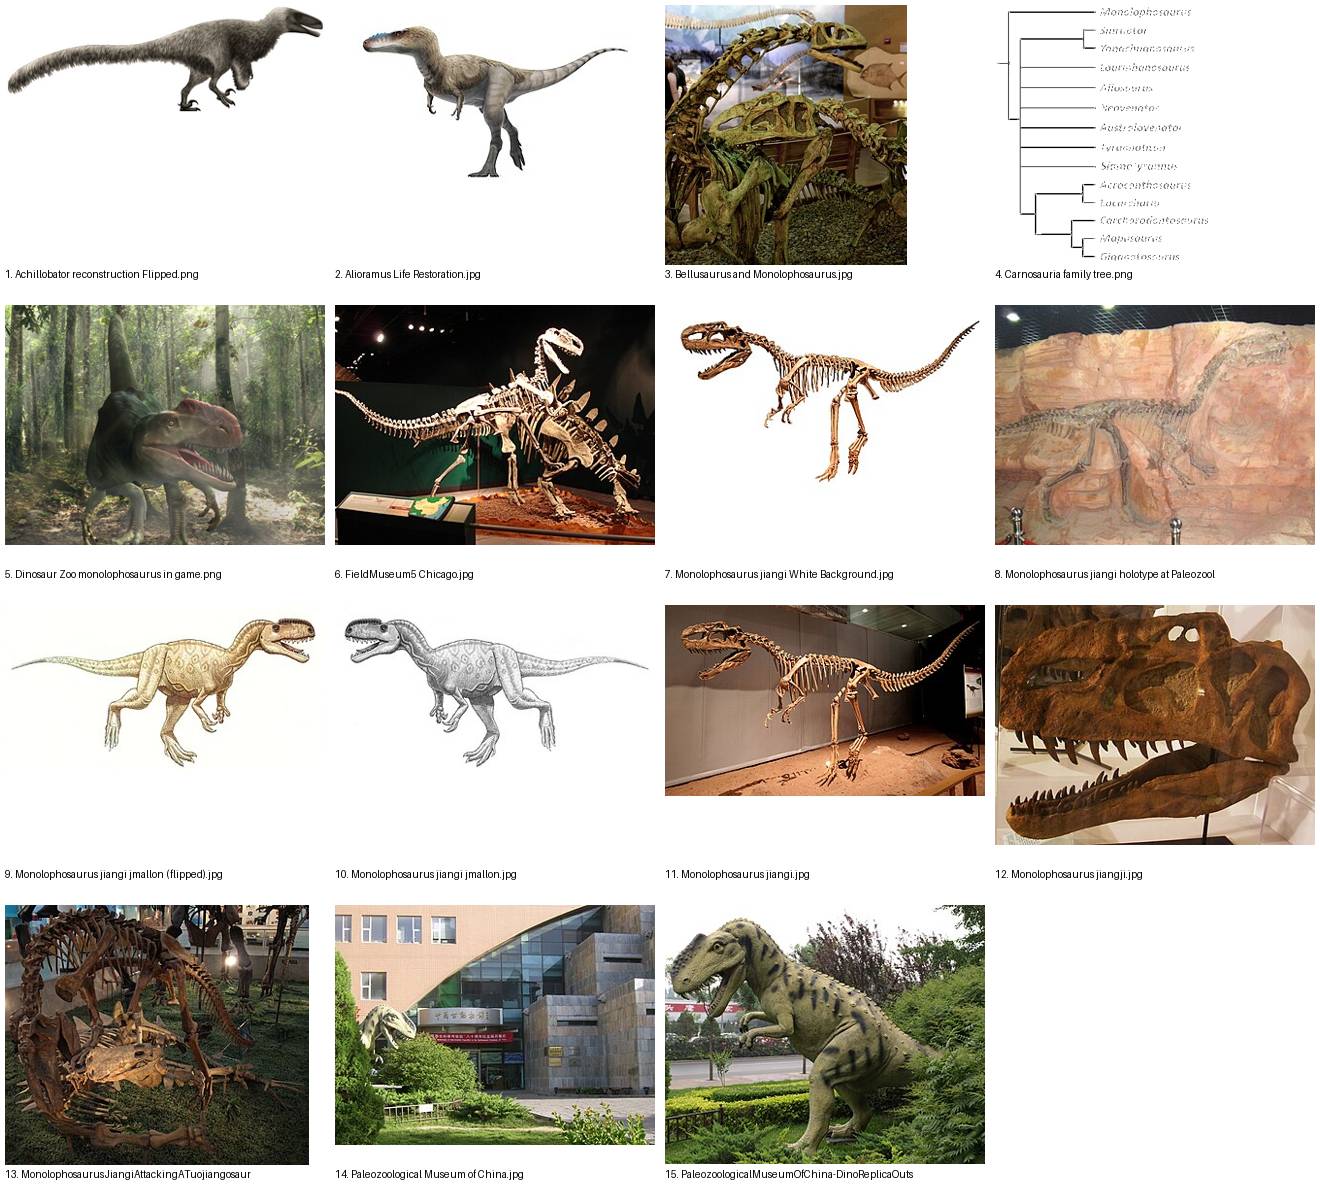 Monolophosaurus
Sinraptor
Yangchuanosaurus
Lourinhanosaurus
Allosaurus
Neovenator
Australovenator
Acrocanthosaurus
Carcharodontosaurus
Mapusaurus
Giganotosaurus
1. Achillobator reconstruction Flipped.png
2. Alioramus Life Restoration.jpg
3. Bellusaurus and Monolophosaurus.jpg
4. Carnosauria family tree.png
5. Dinosaur Zoo monolophosaurus in game.png
6. FieldMuseum5 Chicago.jpg
7. Monolophosaurus jiangi White Background.jpg
8. Monolophosaurus jiangi holotype at Paleozool
9. Monolophosaurus jiangi jmallon (flipped).jpg
10. Monolophosaurus jiangi jmallon.jpg
11. Monolophosaurus jiangi.jpg
12. Monolophosaurus jiangji.jpg
13. MonolophosaurusJiangiAttackingATuojiangosaur
14. Paleozoological Museum of China.jpg
15. PaleozoologicalMuseumOfChina-DinoReplicaOuts